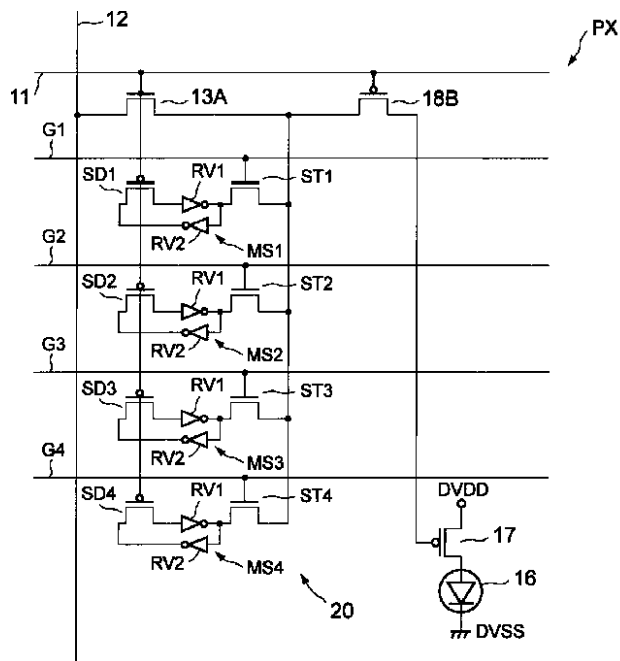 12
PX
11
13A
18B
G1
SD1
RV1
ST1
RV2
MS1
G2
SD2
RV1
ST2
RV2
MS2
G3
SD3
RV1
ST3
RV2
MS3
G4
SD4
RV1
ST4
RV2
MS4
DVDD
17
16
20
DVSS